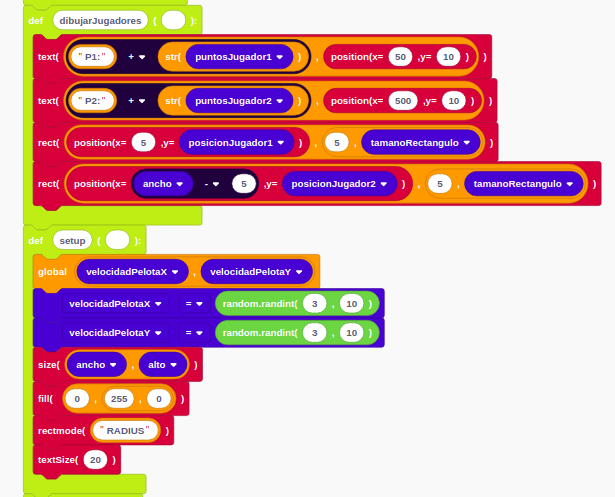 def dibujarJugadores ( ):
text( "P1:" + str( puntosJugador1 ) , position(x= 50 ,y= 10 ) )
text( "P2:" + str( puntosJugador2 ) , position(x= 500 ,y= 10 ) )
rect( position(x= 5 ,y= posicionJugador1 ) , 5 , tamanoRectangulo )
rect( position(x= ancho - 5 ,y= posicionJugador2 ) , 5 , tamanoRectangulo )
def setup ( ):
global velocidadPelotaX , velocidadPelotaY
velocidadPelotaX = random.randint( 3 , 10 )
velocidadPelotaY = random.randint( 3 , 10 )
size( ancho , alto )
fill( 0 , 255 , 0 )
rectmode( "RADIUS" )
textSize( 20 )